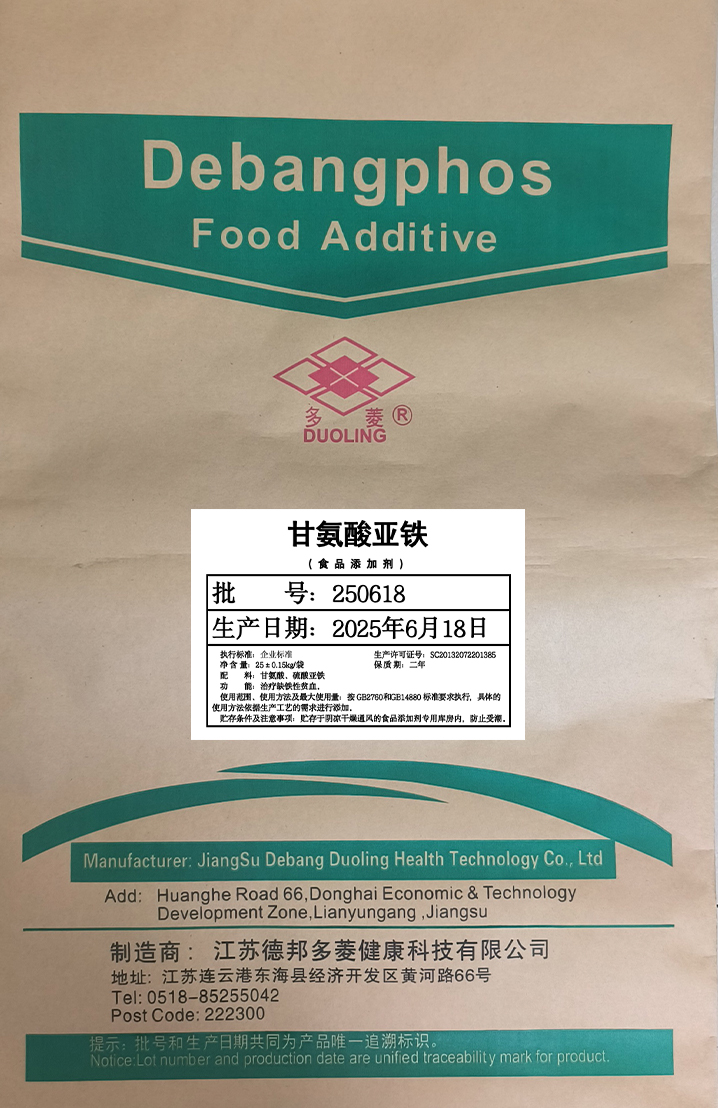 Debangphos
Food Additive
多 菱®
DUOLING
甘氨酸亚铁
(食品添加剂)
批 号：250618
生产日期：2025年6月18日
执行标准：企业标准 生产许可证号：SC20132072201385
净含量：25±0.15kg/袋 保质期：二年
配 料：甘氨酸、硫酸亚铁
功 能：治疗缺铁性贫血。
使用范围、使用方法及最大使用量：按GB2760和GB14880标准要求执行，具体的
使用方法依据生产工艺的需求进行添加。
贮存条件及注意事项：贮存于阴凉干燥通风的食品添加剂专用库房内，防止受潮。
Manufacturer: JiangSu Debang Duoling Health Technology Co., Ltd
Add: Huanghe Road 66,Donghai Economic & Technology
Development Zone,Lianyungang ,Jiangsu
制造商：江苏德邦多菱健康科技有限公司
地址：江苏连云港东海县经济开发区黄河路66号
Tel: 0518-85255042
Post Code: 222300
提示：批号和生产日期共同为产品唯一追溯标识。
Notice:Lot number and production date are unified traceability mark for product.